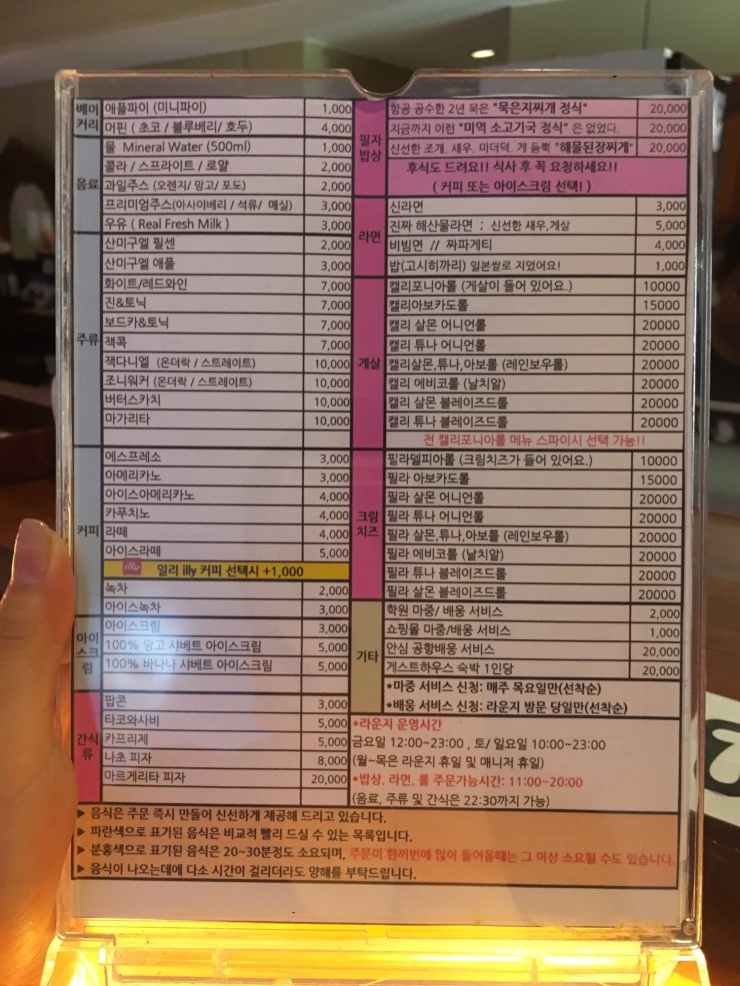 베이커리
애플파이 (미니파이) 1,000
머핀 ( 초코 / 블루베리/ 호두) 4,000
음료
물 Mineral Water (500ml) 1,000
콜라 / 스프라이트 / 로얄 2,000
과일주스 (오렌지/ 망고/ 포도) 2,000
프리미엄주스(아사이베리 / 석류/ 매실) 3,000
우유 ( Real Fresh Milk ) 3,000
주류
산미구엘 필센 2,000
산미구엘 애플 3,000
화이트/레드와인 7,000
진&토닉 7,000
보드카&토닉 7,000
잭콕 7,000
잭다니엘 (온더락 / 스트레이트) 10,000
조니워커 (온더락 / 스트레이트) 10,000
버터스카치 10,000
마가리타 10,000
커피
에스프레소 3,000
아메리카노 3,000
아이스아메리카노 4,000
카푸치노 4,000
라떼 4,000
아이스라떼 5,000
illy 일리 illy 커피 선택시 +1,000
녹차 2,000
아이스녹차 3,000
아이스크림
아이스크림 3,000
100% 망고 샤베트 아이스크림 5,000
100% 바나나 샤베트 아이스크림 5,000
간식류
팝콘 3,000
타코와사비 5,000
카프리제 5,000
나초 피자 8,000
마르게리타 피자 20,000
필자밥상
항공 공수한 2년 묵은 "묵은지찌개 정식" 20,000
지금까지 이런 "미역 소고기국 정식" 은 없었다. 20,000
신선한 조개, 새우, 미더덕, 게 듬뿍 "해물된장찌개" 20,000
후식도 드려요!! 식사 후 꼭 요청하세요!!
( 커피 또는 아이스크림 선택! )
라면
신라면 3,000
진짜 해산물라면 ; 신선한 새우,게살 5,000
비빔면 // 짜파게티 4,000
밥(고시히까리) 일본쌀로 지었어요! 1,000
게살
캘리포니아롤 (게살이 들어 있어요.) 10000
캘리아보카도롤 15000
캘리 살몬 어니언롤 20000
캘리 튜나 어니언롤 20000
캘리살몬,튜나,아보롤 (레인보우롤) 20000
캘리 에비코롤 (날치알) 20000
캘리 살몬 블레이즈드롤 20000
캘리 튜나 블레이즈드롤 20000
전 캘리포니아롤 메뉴 스파이시 선택 가능!!
크림치즈
필라델피아롤 (크림치즈가 들어 있어요.) 10000
필라 아보카도롤 15000
필라 살몬 어니언롤 20000
필라 튜나 어니언롤 20000
필라 살몬,튜나,아보롤 (레인보우롤) 20000
필라 에비코롤 (날치알) 20000
필라 튜나 블레이즈드롤 20000
필라 살몬 블레이즈드롤 20000
기타
학원 마중/ 배웅 서비스 2,000
쇼핑몰 마중/배웅 서비스 1,000
안심 공항배웅 서비스 20,000
게스트하우스 숙박 1인당 20,000
*마중 서비스 신청: 매주 목요일만(선착순)
*배웅 서비스 신청: 라운지 방문 당일만(선착순)
*라운지 운영시간
금요일 12:00~23:00 , 토/ 일요일 10:00~23:00
(월~목은 라운지 휴일 및 매니저 휴일)
*밥상, 라면, 롤 주문가능시간: 11:00~20:00
(음료, 주류 및 간식은 22:30까지 가능)
▶ 음식은 주문 즉시 만들어 신선하게 제공해 드리고 있습니다.
▶ 파란색으로 표기된 음식은 비교적 빨리 드실 수 있는 목록입니다.
▶ 분홍색으로 표기된 음식은 20~30분정도 소요되며, 주문이 한꺼번에 많이 들어올때는 그 이상 소요될 수도 있습니다.
▶ 음식이 나오는데에 다소 시간이 걸리더라도 양해를 부탁드립니다.